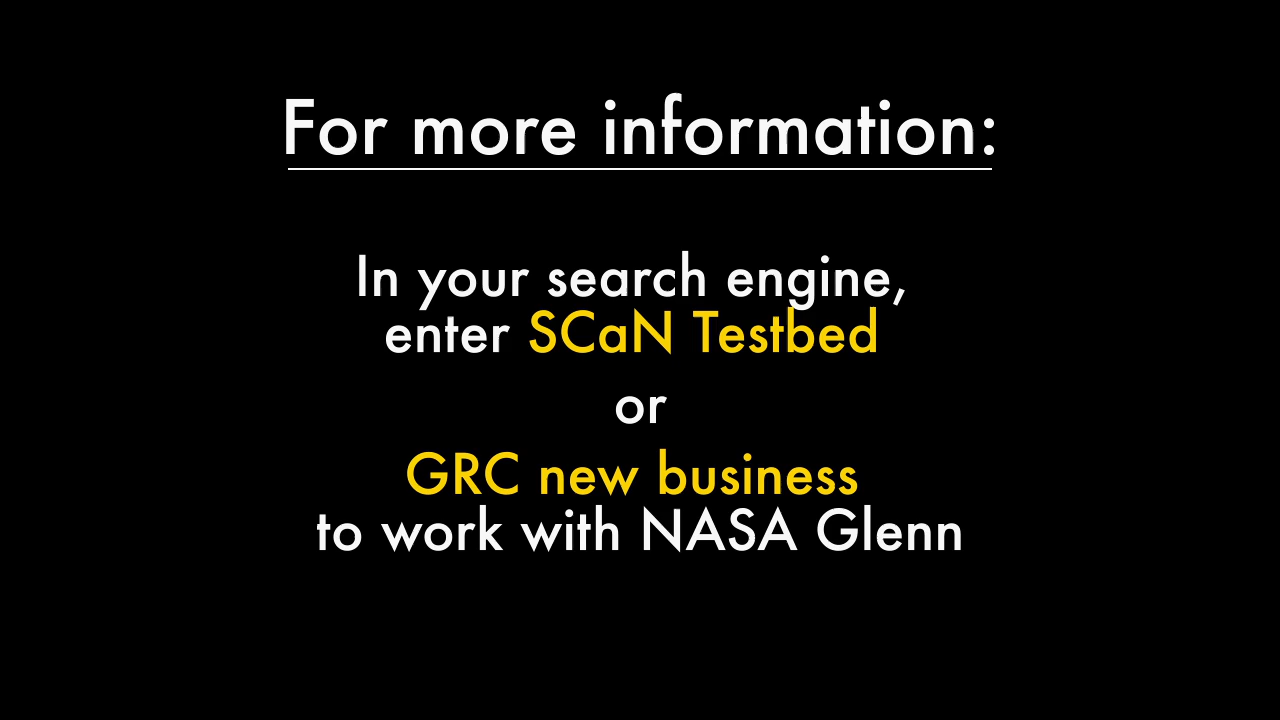 For more information:
In your search engine,
enter SCaN Testbed
or
GRC new business
to work with NASA Glenn